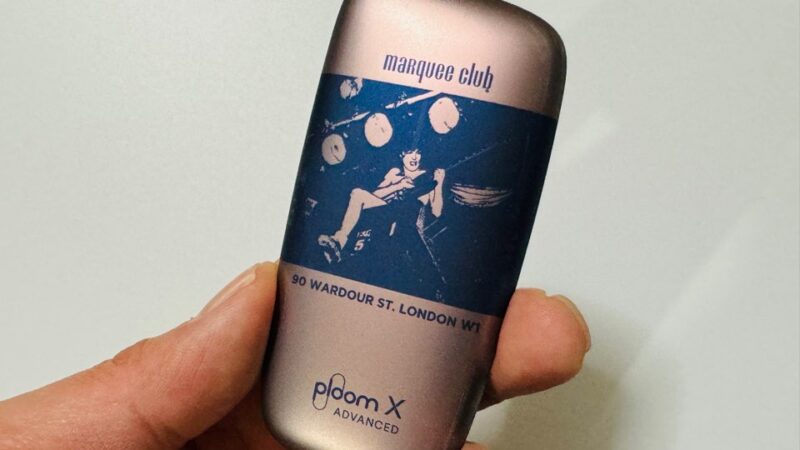 marquee club
90 WARDOUR ST. LONDON W1
ploom X
ADVANCED